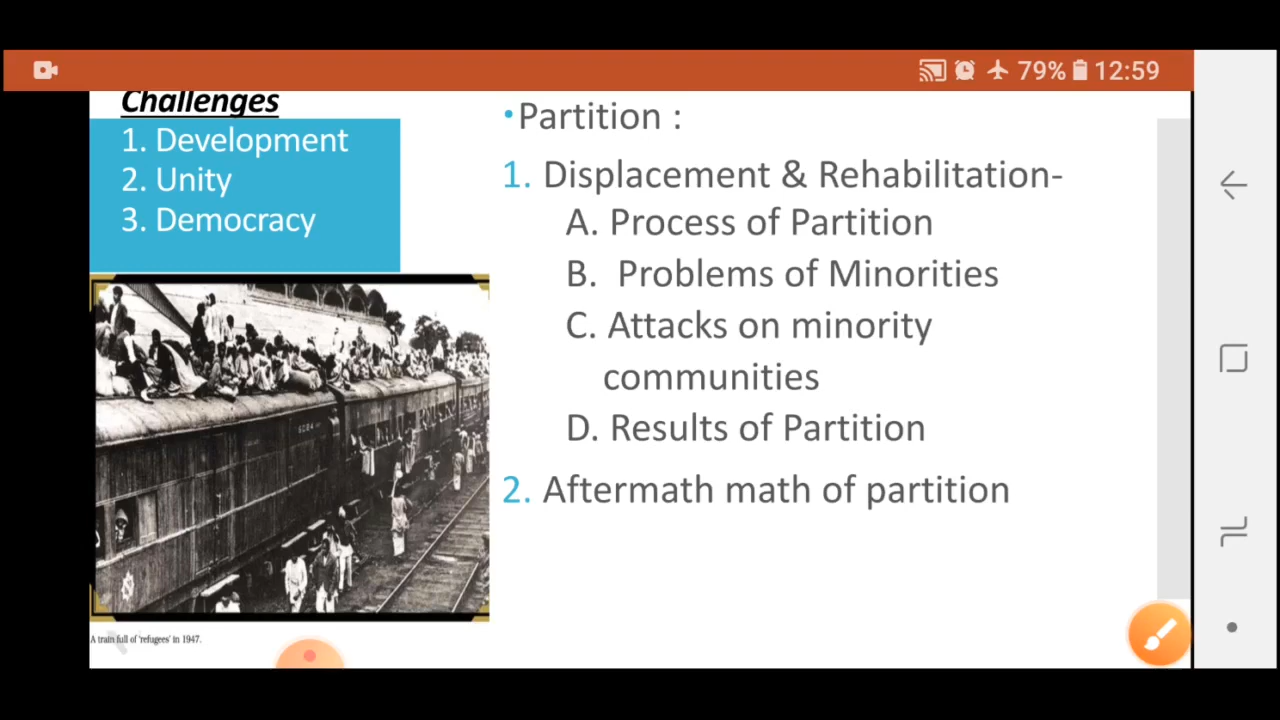 79% 12:59
Challenges
1. Development
2. Unity
3. Democracy
•Partition :
1. Displacement & Rehabilitation-
A. Process of Partition
B. Problems of Minorities
C. Attacks on minority
communities
D. Results of Partition
2. Aftermath math of partition
A train full of 'refugees' in 1947.